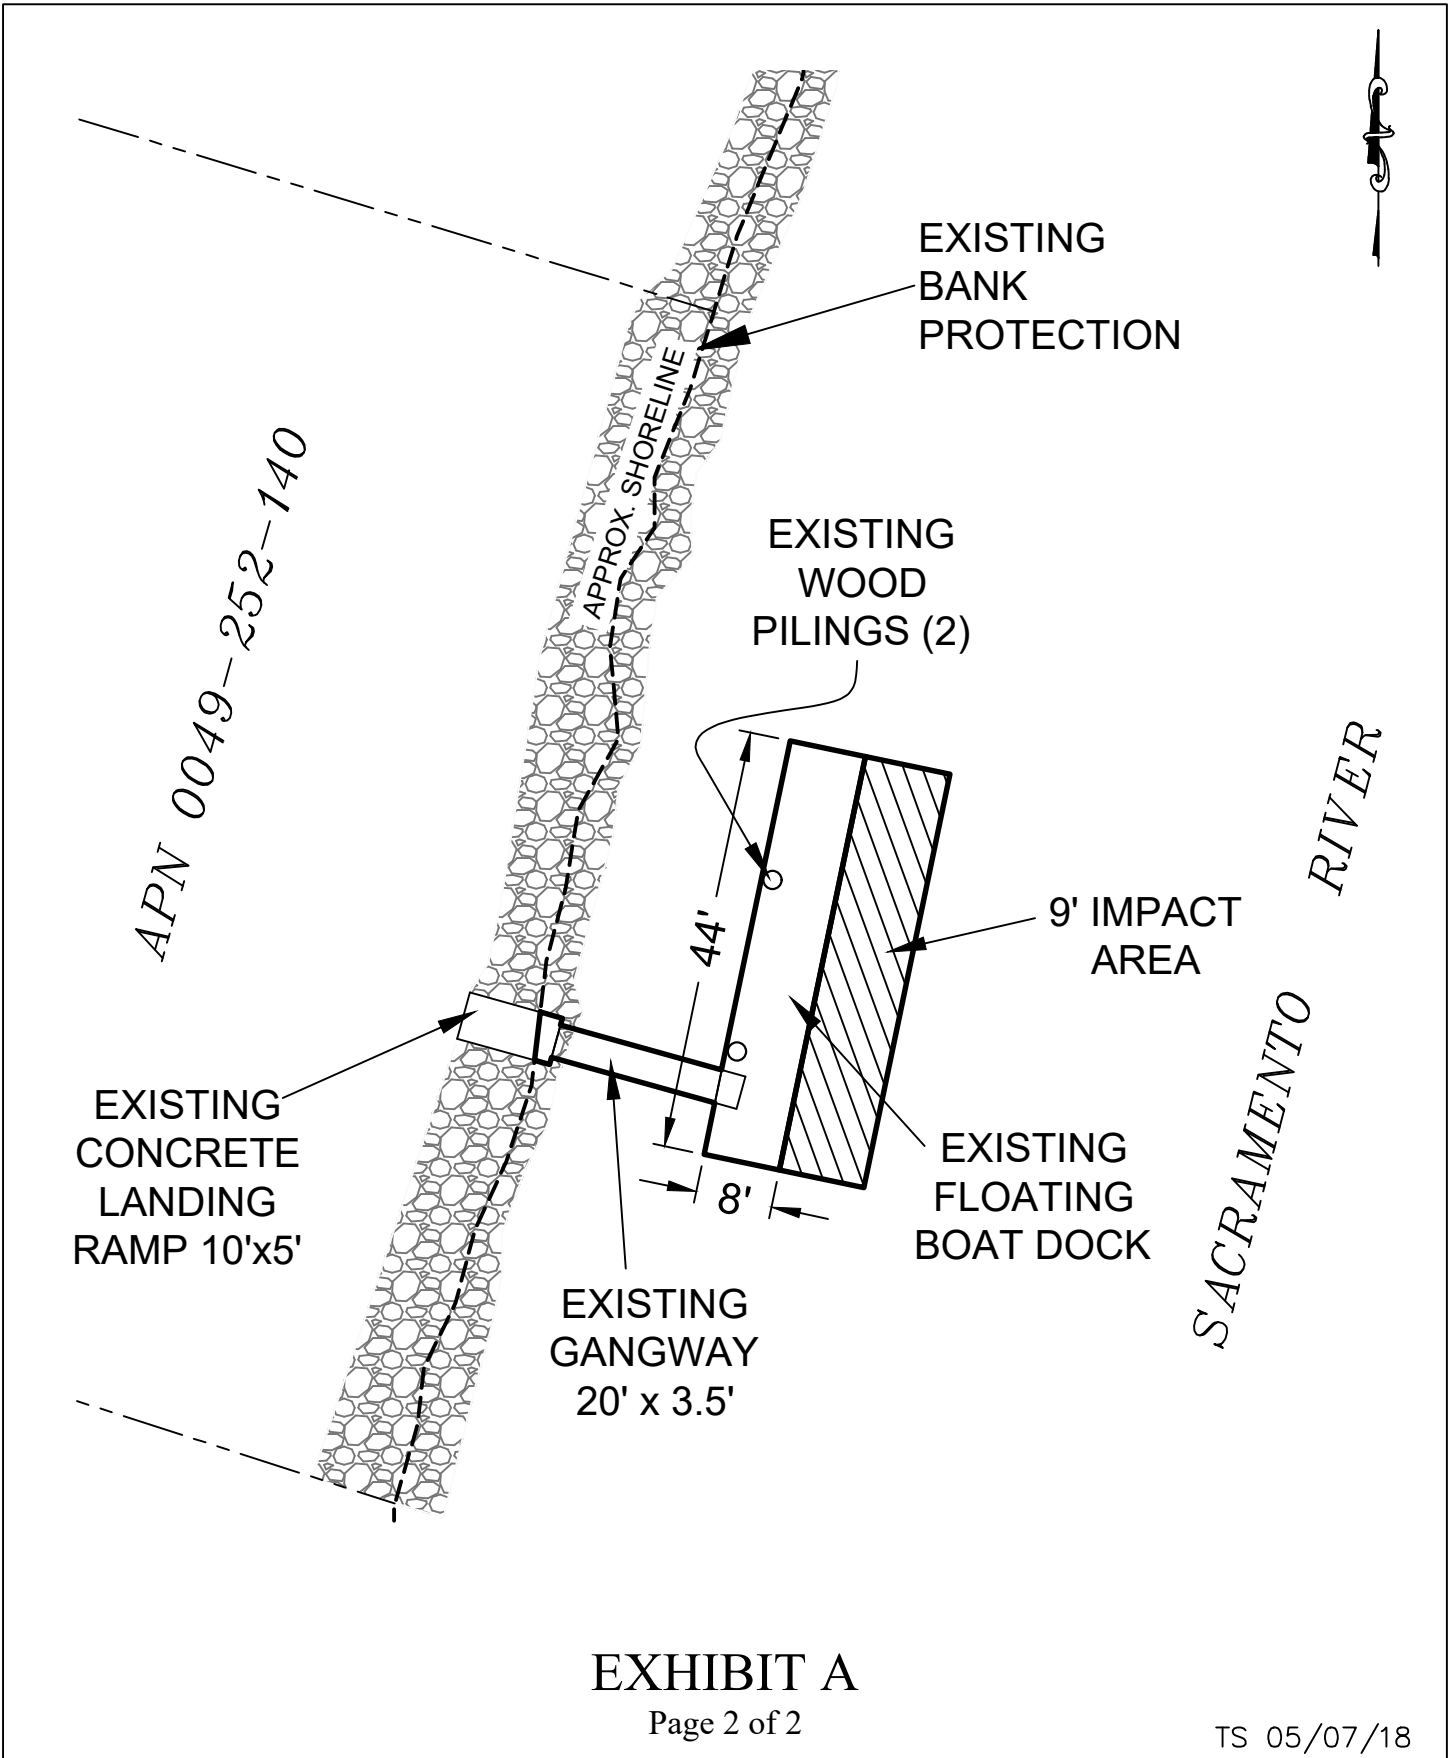 EXISTING
BANK
PROTECTION
APPROX. SHORELINE
APN 0049-252-140
EXISTING
WOOD
PILINGS (2)
SACRAMENTO RIVER
44'
9' IMPACT
AREA
EXISTING
CONCRETE
LANDING
RAMP 10'x5'
8'
EXISTING
FLOATING
BOAT DOCK
EXISTING
GANGWAY
20' x 3.5'
EXHIBIT A
Page 2 of 2
TS 05/07/18